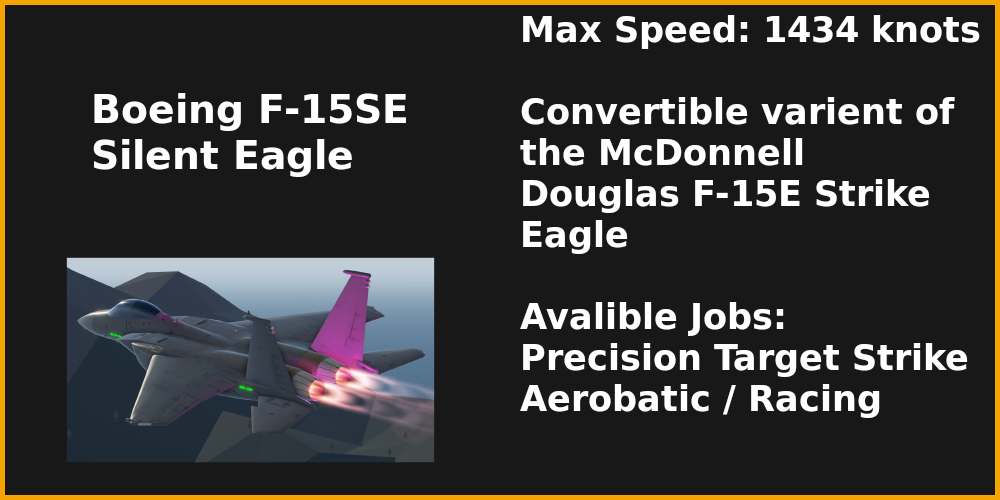 Boeing F-15SE
Silent Eagle
Max Speed: 1434 knots
Convertible varient of
the McDonnell
Douglas F-15E Strike
Eagle
Avalible Jobs:
Precision Target Strike
Aerobatic / Racing